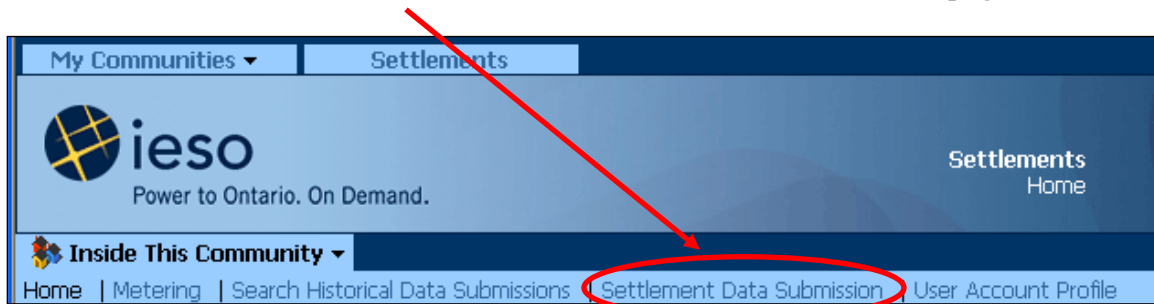 My Communities Settlements
ieso
Power to Ontario. On Demand.
Settlements
Home
Inside This Community
Home | Metering | Search Historical Data Submissions | Settlement Data Submission | User Account Profile